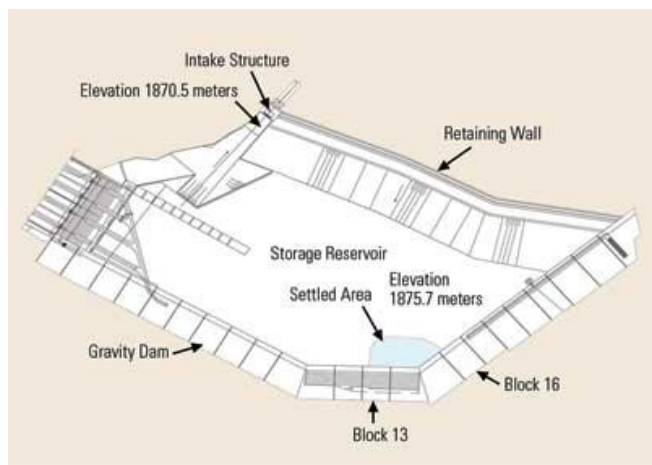 Intake Structure
Elevation 1870.5 meters
Retaining Wall
Storage Reservoir
Elevation
1875.7 meters
Settled Area
Gravity Dam
Block 16
Block 13